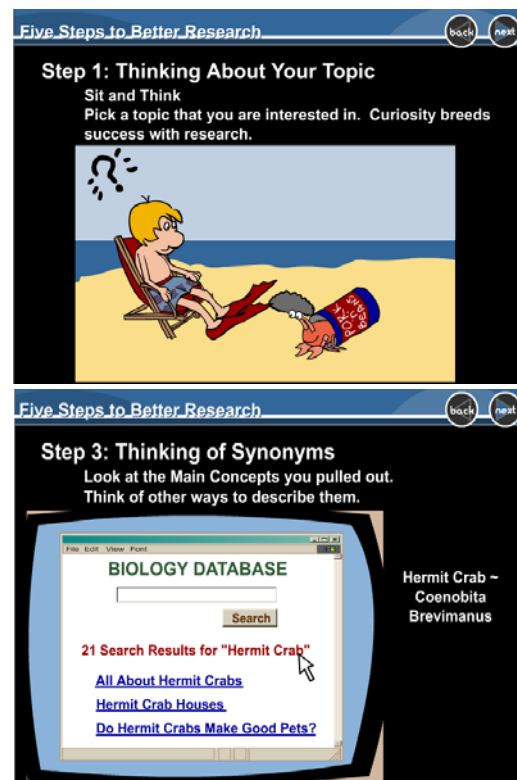 Five Steps to Better Research
back
next
Step 1: Thinking About Your Topic
Sit and Think
Pick a topic that you are interested in. Curiosity breeds
success with research.
?
PORK
N
BEANS
Five Steps to Better Research
back
next
Step 3: Thinking of Synonyms
Look at the Main Concepts you pulled out.
Think of other ways to describe them.
File Edit View Font
BIOLOGY DATABASE
Search
21 Search Results for "Hermit Crab"
All About Hermit Crabs
Hermit Crab Houses
Do Hermit Crabs Make Good Pets?
Hermit Crab ~
Coenobita
Brevimanus